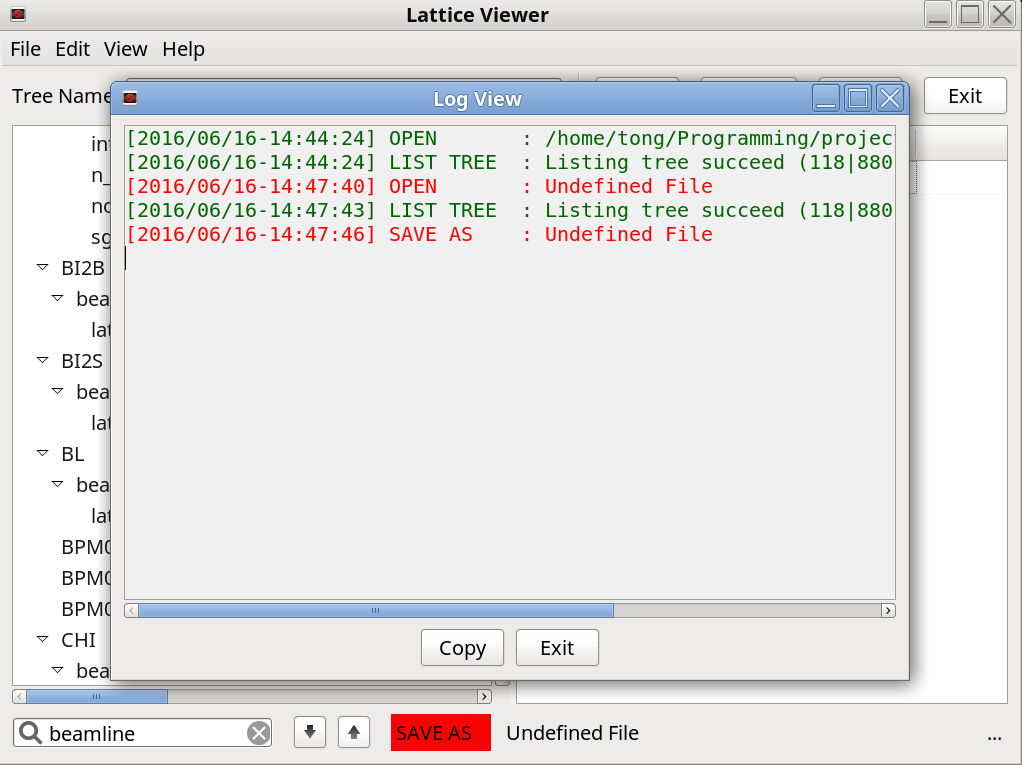 Lattice Viewer
File Edit View Help
Tree Name
Exit
Log View
[2016/06/16-14:44:24] OPEN : /home/tong/Programming/projec
[2016/06/16-14:44:24] LIST TREE : Listing tree succeed (118|880
[2016/06/16-14:47:40] OPEN : Undefined File
[2016/06/16-14:47:43] LIST TREE : Listing tree succeed (118|880
[2016/06/16-14:47:46] SAVE AS : Undefined File
n_
sg
BI2B
bea
lat
BI2S
bea
lat
BL
bea
lat
BPM0
BPM0
BPM0
CHI
bea
Copy Exit
beamline
SAVE AS Undefined File ...